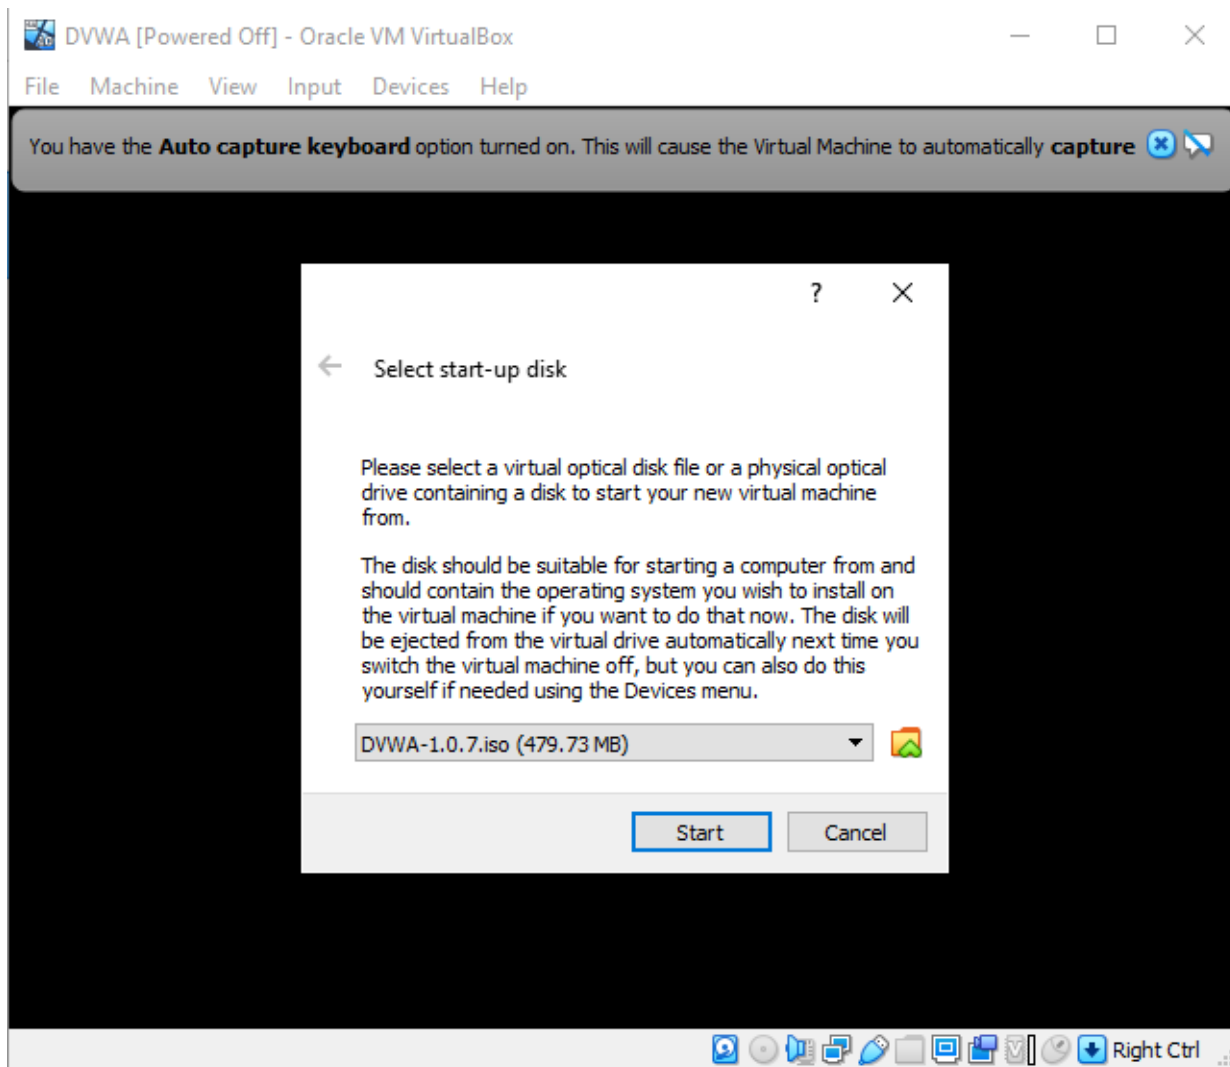 DVWA [Powered Off] - Oracle VM VirtualBox
File Machine View Input Devices Help
You have the Auto capture keyboard option turned on. This will cause the Virtual Machine to automatically capture
?
Select start-up disk
Please select a virtual optical disk file or a physical optical
drive containing a disk to start your new virtual machine
from.
The disk should be suitable for starting a computer from and
should contain the operating system you wish to install on
the virtual machine if you want to do that now. The disk will
be ejected from the virtual drive automatically next time you
switch the virtual machine off, but you can also do this
yourself if needed using the Devices menu.
DVWA-1.0.7.iso (479.73 MB)
Start Cancel
Right Ctrl